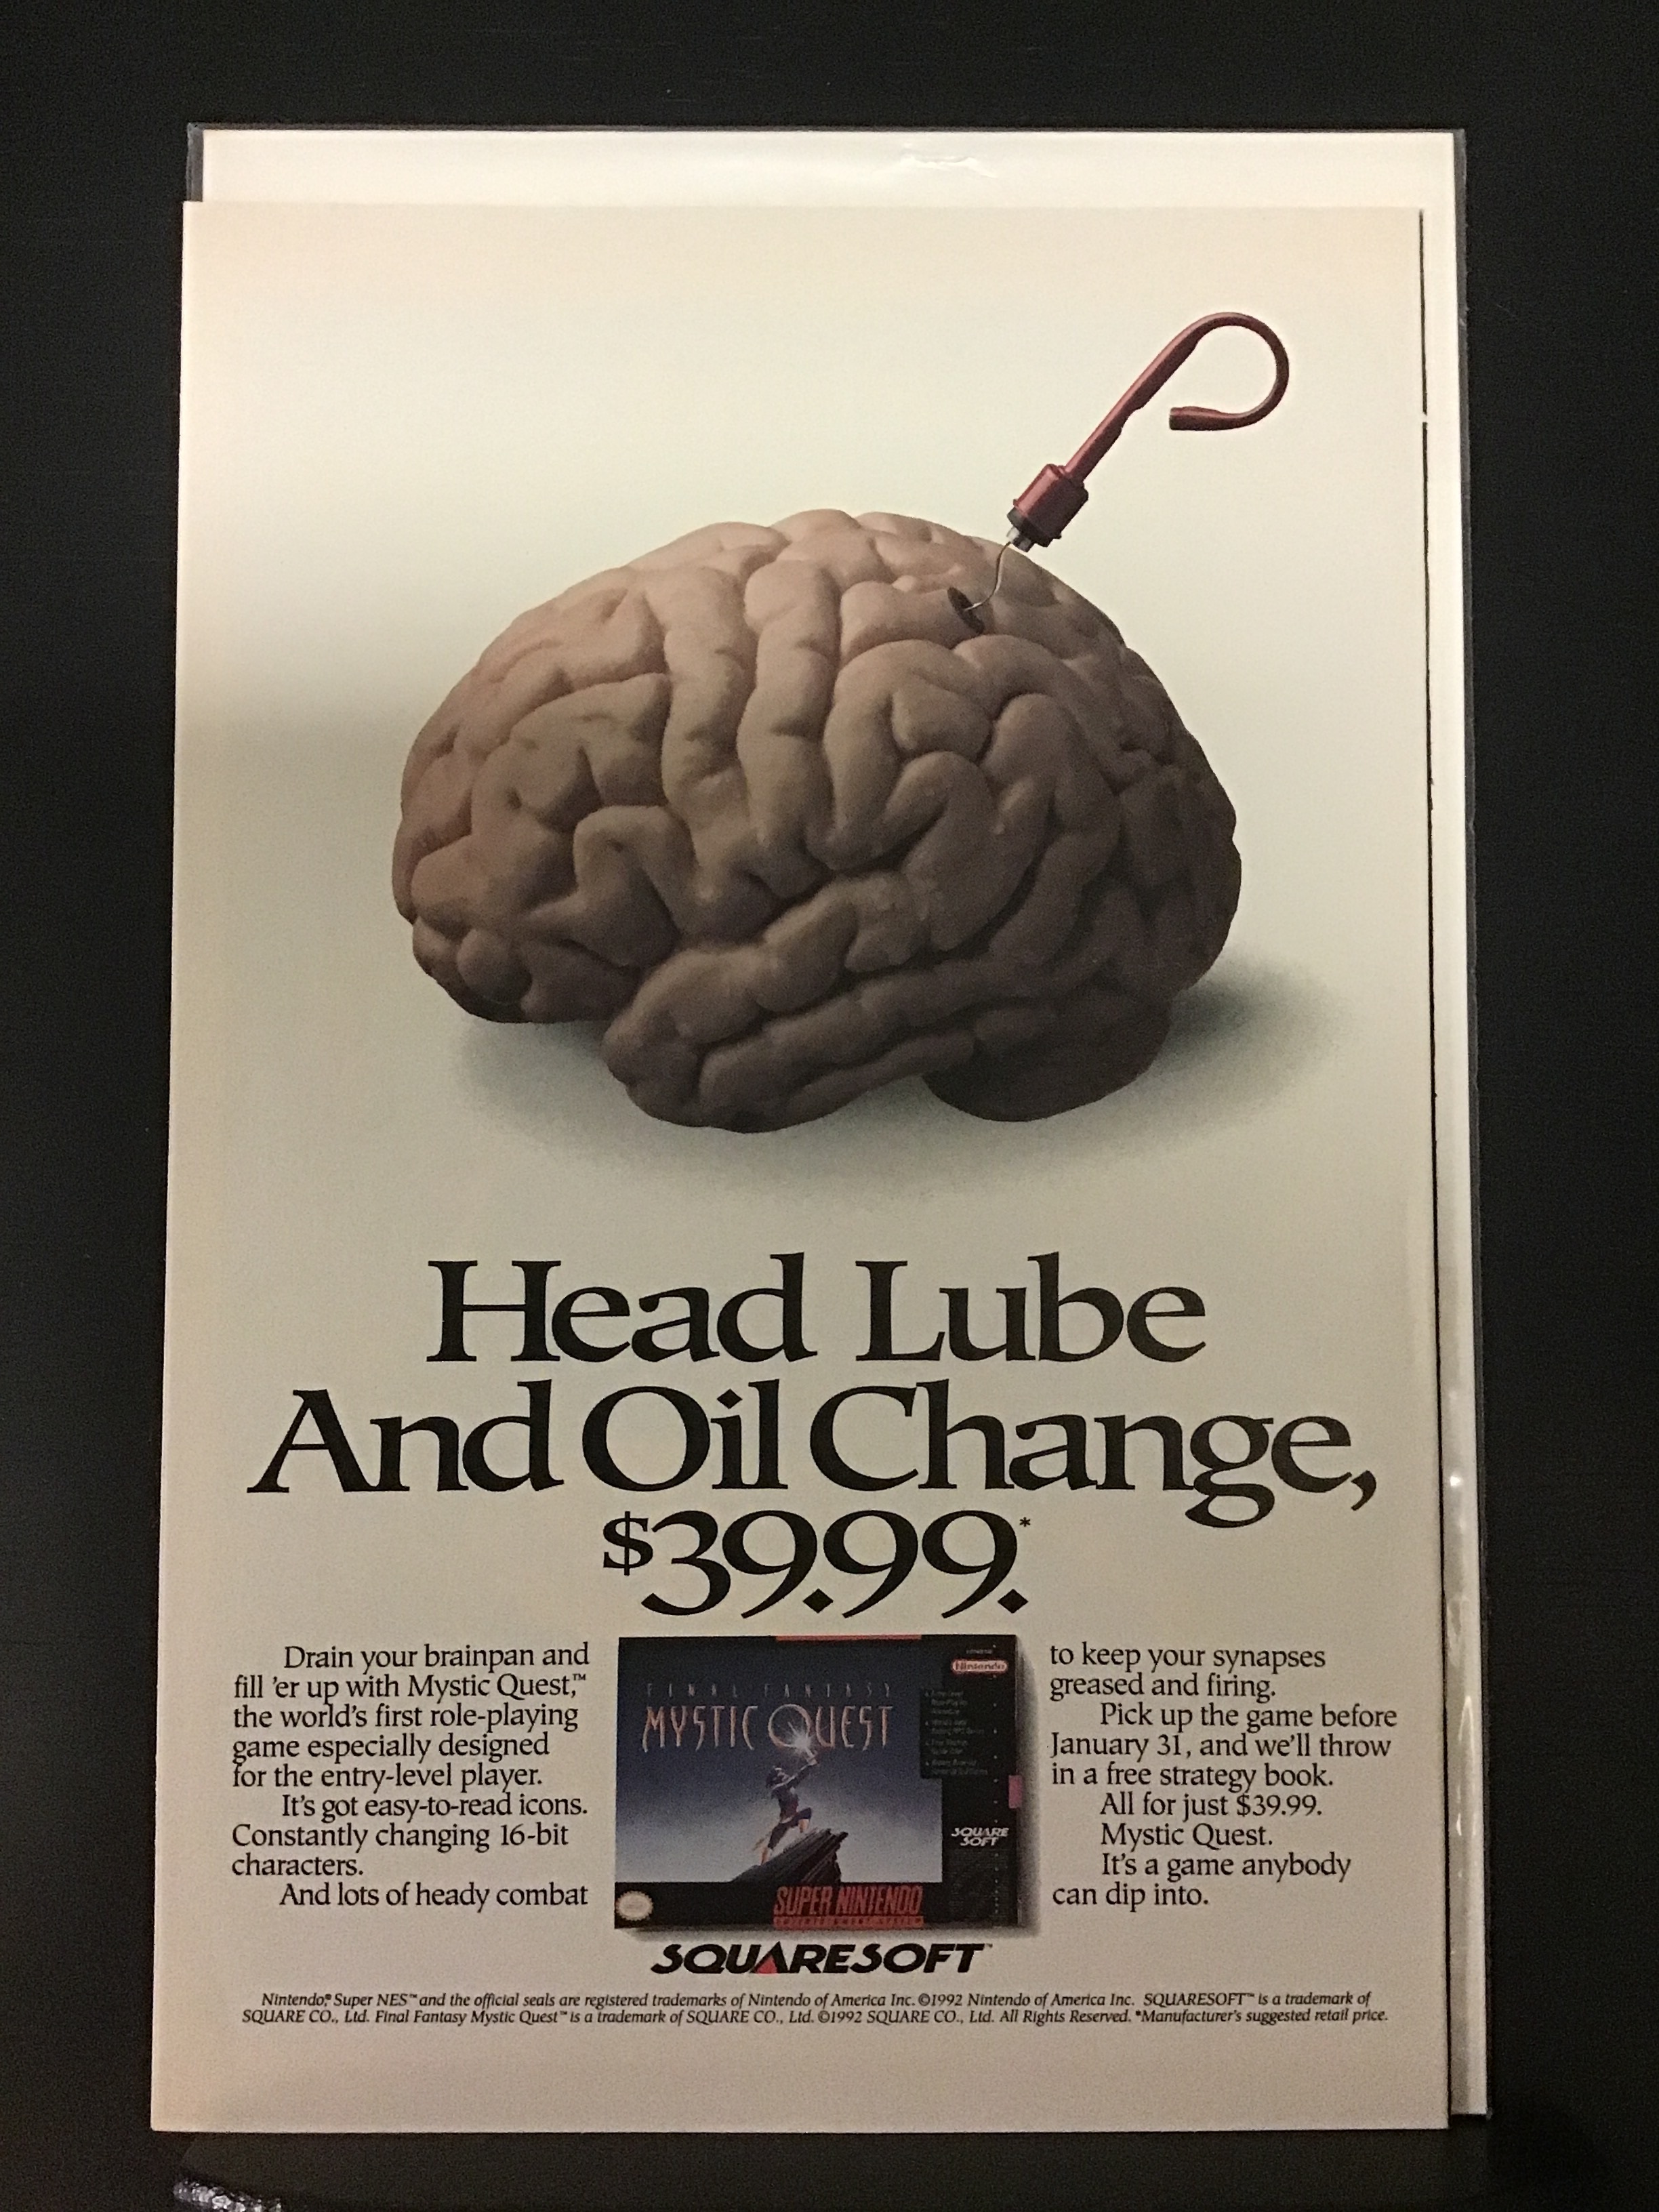 Head Lube
And Oil Change,
$39.99.*
Drain your brainpan and
fill 'er up with Mystic Quest,™
the world's first role-playing
game especially designed
for the entry-level player.
It's got easy-to-read icons.
Constantly changing 16-bit
characters.
And lots of heady combat
to keep your synapses
greased and firing.
Pick up the game before
January 31, and we'll throw
in a free strategy book.
All for just $39.99.
Mystic Quest.
It's a game anybody
can dip into.
Nintendo
FINAL FANTASY
MYSTIC QUEST
SQUARE
SOFT
SUPER NINTENDO
ENTERTAINMENT SYSTEM
SQUARESOFT™
Nintendo,® Super NES™ and the official seals are registered trademarks of Nintendo of America Inc. ©1992 Nintendo of America Inc. SQUARESOFT™ is a trademark of
SQUARE CO., Ltd. Final Fantasy Mystic Quest™ is a trademark of SQUARE CO., Ltd. ©1992 SQUARE CO., Ltd. All Rights Reserved. *Manufacturer's suggested retail price.